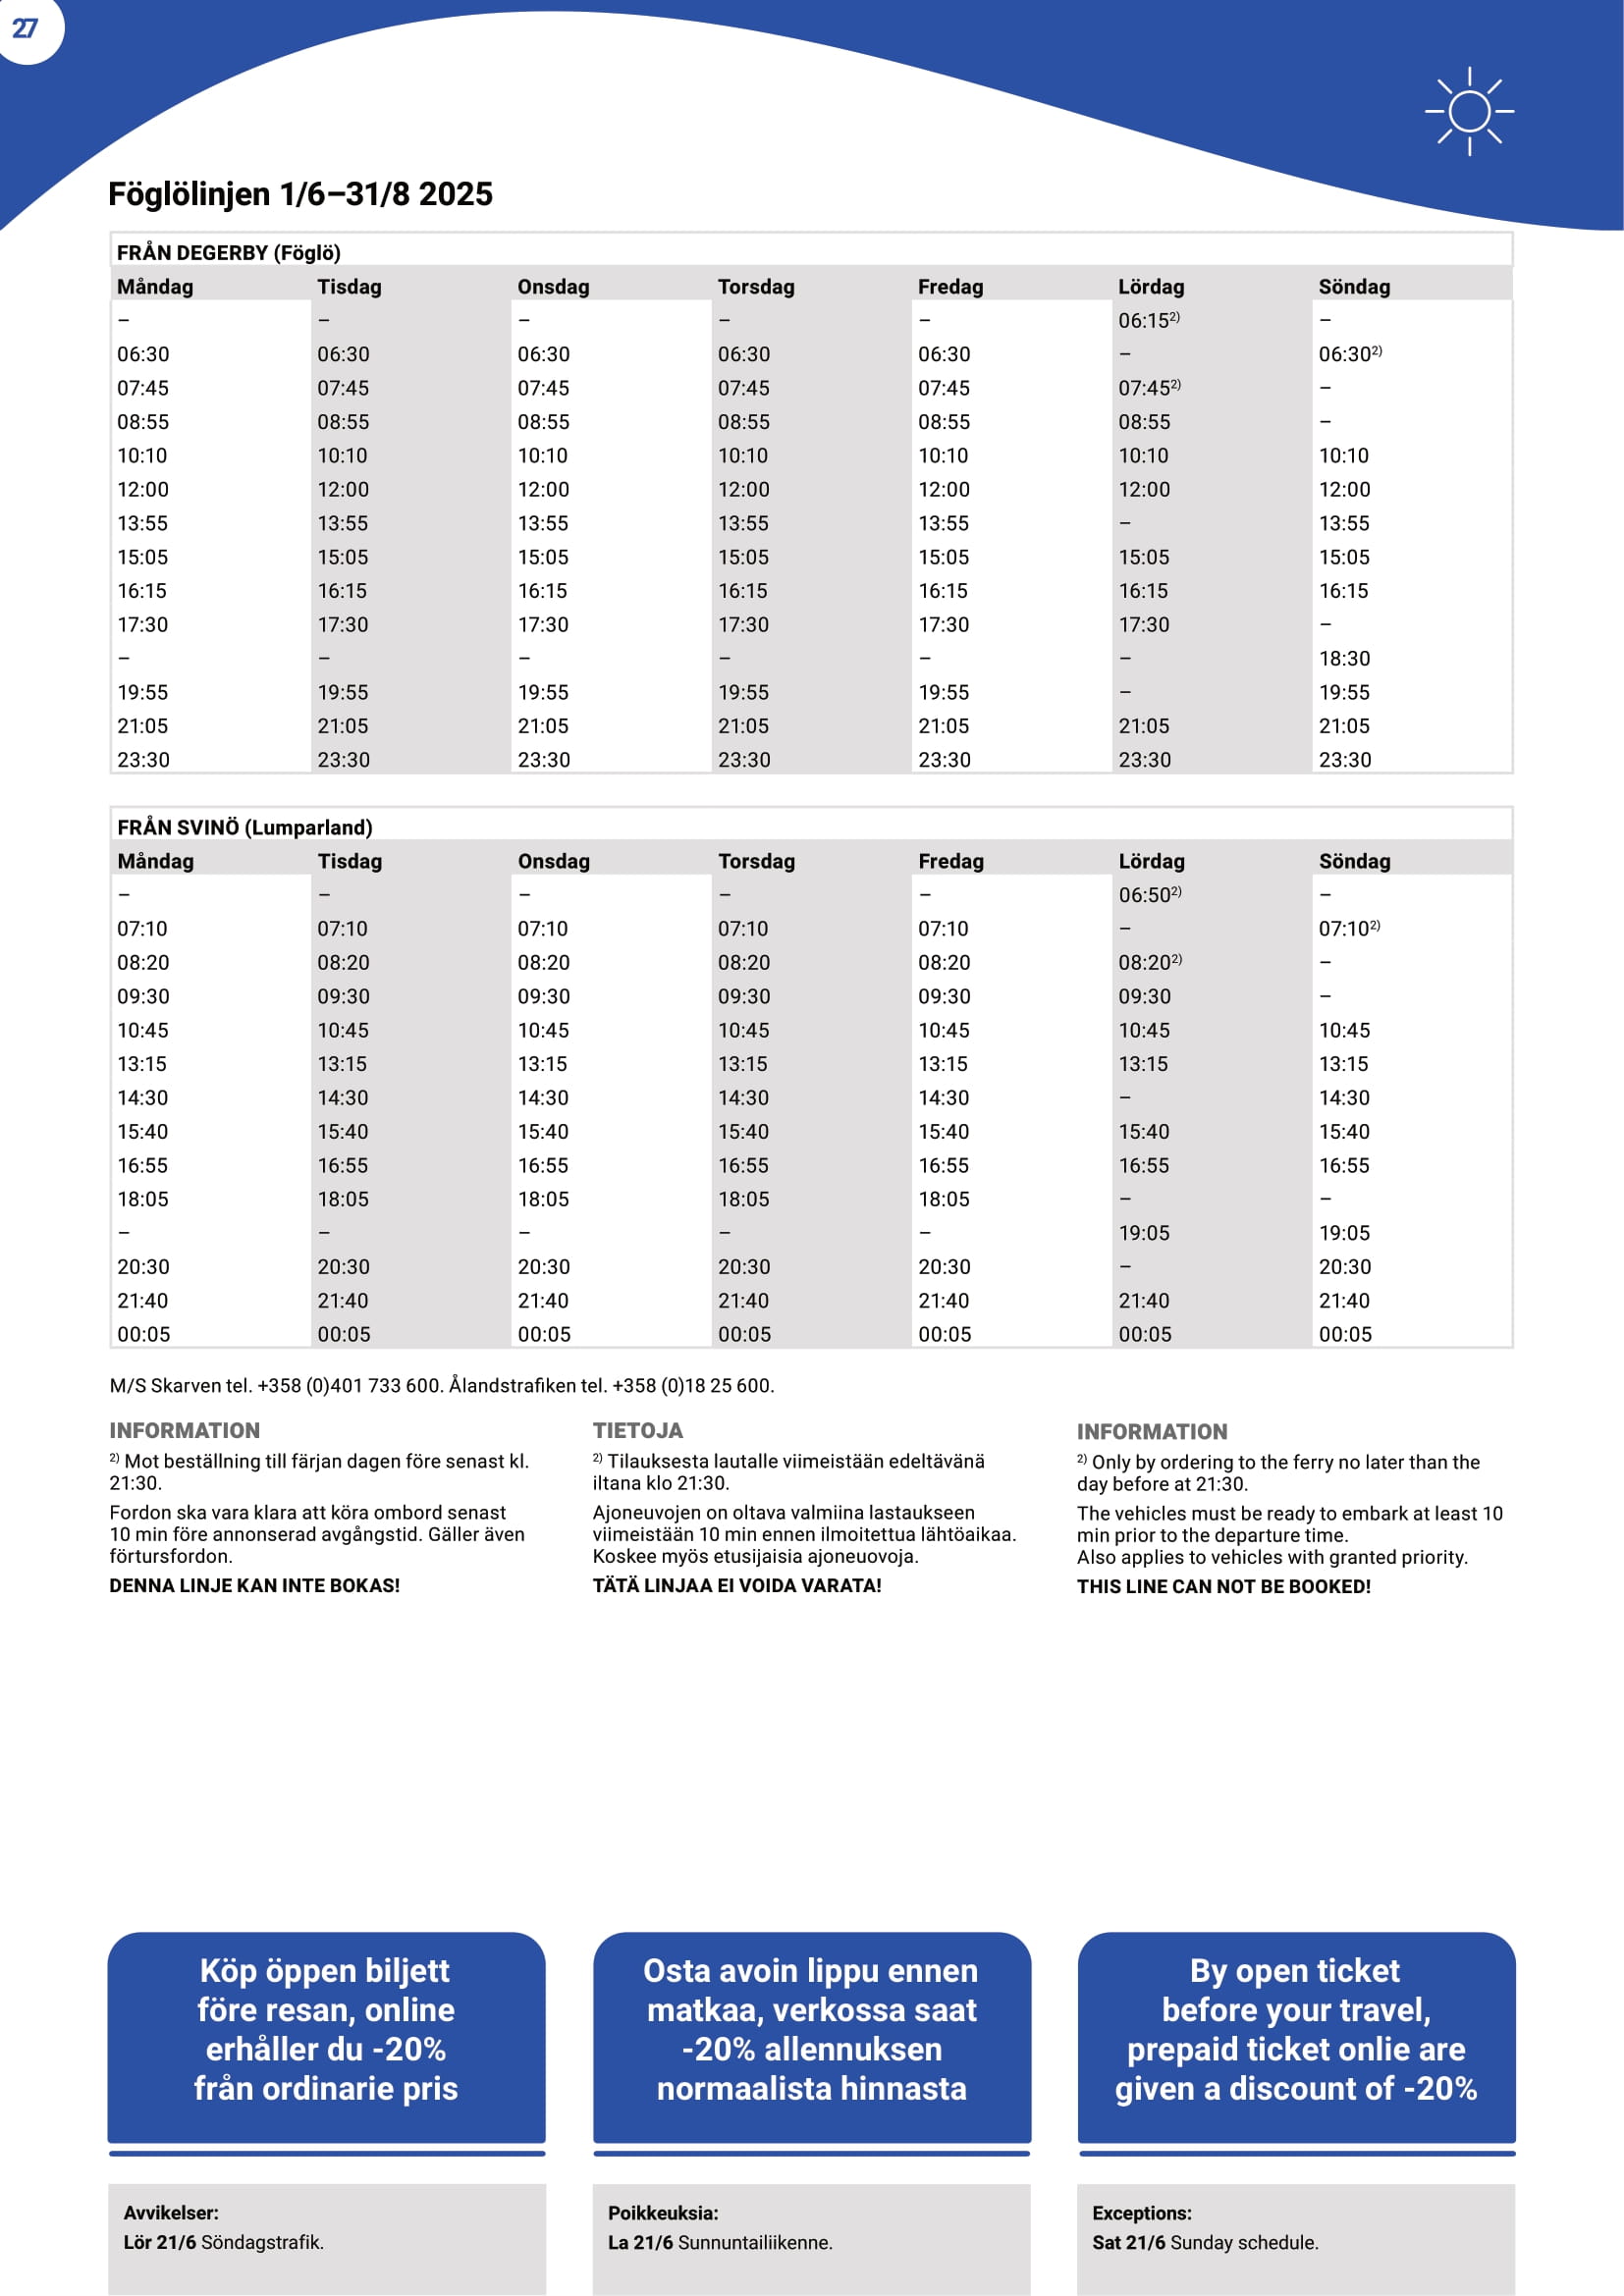 27
Föglölinjen 1/6–31/8 2025
FRÅN DEGERBY (Föglö)
Måndag Tisdag Onsdag Torsdag Fredag Lördag Söndag
– – – – – 06:15²⁾ –
06:30 06:30 06:30 06:30 06:30 – 06:30²⁾
07:45 07:45 07:45 07:45 07:45 07:45²⁾ –
08:55 08:55 08:55 08:55 08:55 08:55 –
10:10 10:10 10:10 10:10 10:10 10:10 10:10
12:00 12:00 12:00 12:00 12:00 12:00 12:00
13:55 13:55 13:55 13:55 13:55 – 13:55
15:05 15:05 15:05 15:05 15:05 15:05 15:05
16:15 16:15 16:15 16:15 16:15 16:15 16:15
17:30 17:30 17:30 17:30 17:30 17:30 –
– – – – – – 18:30
19:55 19:55 19:55 19:55 19:55 – 19:55
21:05 21:05 21:05 21:05 21:05 21:05 21:05
23:30 23:30 23:30 23:30 23:30 23:30 23:30
FRÅN SVINÖ (Lumparland)
Måndag Tisdag Onsdag Torsdag Fredag Lördag Söndag
– – – – – 06:50²⁾ –
07:10 07:10 07:10 07:10 07:10 – 07:10²⁾
08:20 08:20 08:20 08:20 08:20 08:20²⁾ –
09:30 09:30 09:30 09:30 09:30 09:30 –
10:45 10:45 10:45 10:45 10:45 10:45 10:45
13:15 13:15 13:15 13:15 13:15 13:15 13:15
14:30 14:30 14:30 14:30 14:30 – 14:30
15:40 15:40 15:40 15:40 15:40 15:40 15:40
16:55 16:55 16:55 16:55 16:55 16:55 16:55
18:05 18:05 18:05 18:05 18:05 – –
– – – – – 19:05 19:05
20:30 20:30 20:30 20:30 20:30 – 20:30
21:40 21:40 21:40 21:40 21:40 21:40 21:40
00:05 00:05 00:05 00:05 00:05 00:05 00:05
M/S Skarven tel. +358 (0)401 733 600. Ålandstrafiken tel. +358 (0)18 25 600.
INFORMATION
²⁾ Mot beställning till färjan dagen före senast kl.
21:30.
Fordon ska vara klara att köra ombord senast
10 min före annonserad avgångstid. Gäller även
förtursfordon.
DENNA LINJE KAN INTE BOKAS!
TIETOJA
²⁾ Tilauksesta lautalle viimeistään edeltävänä
iltana klo 21:30.
Ajoneuvojen on oltava valmiina lastaukseen
viimeistään 10 min ennen ilmoitettua lähtöaikaa.
Koskee myös etusijaisia ajoneuovoja.
TÄTÄ LINJAA EI VOIDA VARATA!
INFORMATION
²⁾ Only by ordering to the ferry no later than the
day before at 21:30.
The vehicles must be ready to embark at least 10
min prior to the departure time.
Also applies to vehicles with granted priority.
THIS LINE CAN NOT BE BOOKED!
Köp öppen biljett
före resan, online
erhåller du -20%
från ordinarie pris
Osta avoin lippu ennen
matkaa, verkossa saat
-20% allennuksen
normaalista hinnasta
By open ticket
before your travel,
prepaid ticket onlie are
given a discount of -20%
Avvikelser:
Lör 21/6 Söndagstrafik.
Poikkeuksia:
La 21/6 Sunnuntailiikenne.
Exceptions:
Sat 21/6 Sunday schedule.